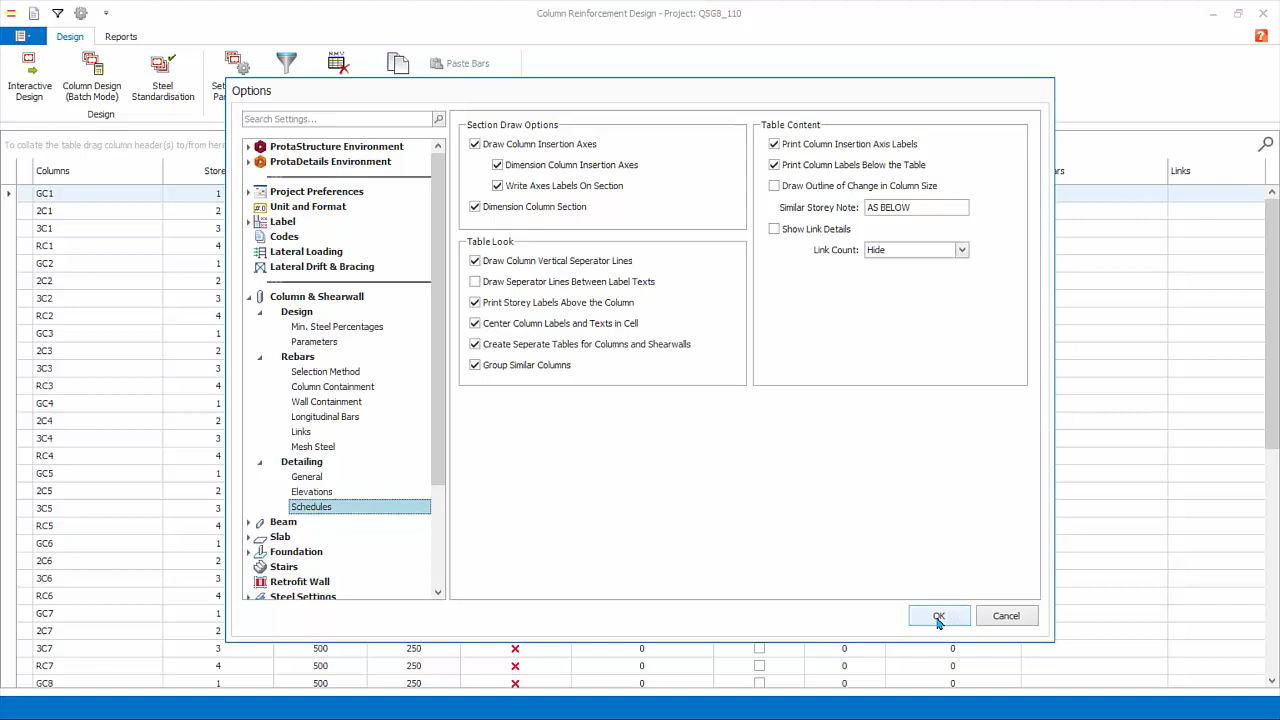 Column Reinforcement Design - Project: QSG8_110
Design
Reports
Interactive Design
Column Design (Batch Mode)
Steel Standardisation
Paste Bars
Design
To collate the table drag column header(s) to/from here
Columns
Links
Options
Search Settings...
ProtaStructure Environment
ProtaDetails Environment
Project Preferences
Unit and Format
Label
Codes
Lateral Loading
Lateral Drift & Bracing
Column & Shearwall
Design
Min. Steel Percentages
Parameters
Rebars
Selection Method
Column Containment
Wall Containment
Longitudinal Bars
Links
Mesh Steel
Detailing
General
Elevations
Schedules
Beam
Slab
Foundation
Stairs
Retrofit Wall
Steel Settings
Section Draw Options
Draw Column Insertion Axes
Dimension Column Insertion Axes
Write Axes Labels On Section
Dimension Column Section
Table Look
Draw Column Vertical Seperator Lines
Draw Seperator Lines Between Label Texts
Print Storey Labels Above the Column
Center Column Labels and Texts in Cell
Create Seperate Tables for Columns and Shearwalls
Group Similar Columns
Table Content
Print Column Insertion Axis Labels
Print Column Labels Below the Table
Draw Outline of Change in Column Size
Similar Storey Note: AS BELOW
Show Link Details
Link Count: Hide
OK
Cancel
GC1 1
2C1 2
3C1 3
RC1 4
GC2 1
2C2 2
3C2 3
RC2 4
GC3 1
2C3 2
3C3 3
RC3 4
GC4 1
2C4 2
3C4 3
RC4 4
GC5 1
2C5 2
3C5 3
RC5 4
GC6 1
2C6 2
3C6 3
RC6 4
GC7 1
2C7 2
3C7 3 500 250 0 0 0
RC7 4 500 250 0 0 0
GC8 1 500 250 0 0 0